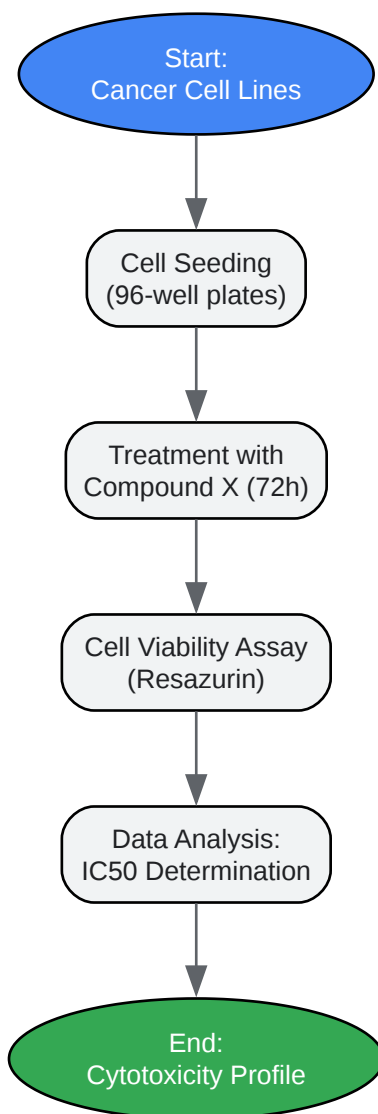 Start:
Cancer Cell Lines
Cell Seeding
(96-well plates)
Treatment with
Compound X (72h)
Cell Viability Assay
(Resazurin)
Data Analysis:
IC50 Determination
End:
Cytotoxicity Profile